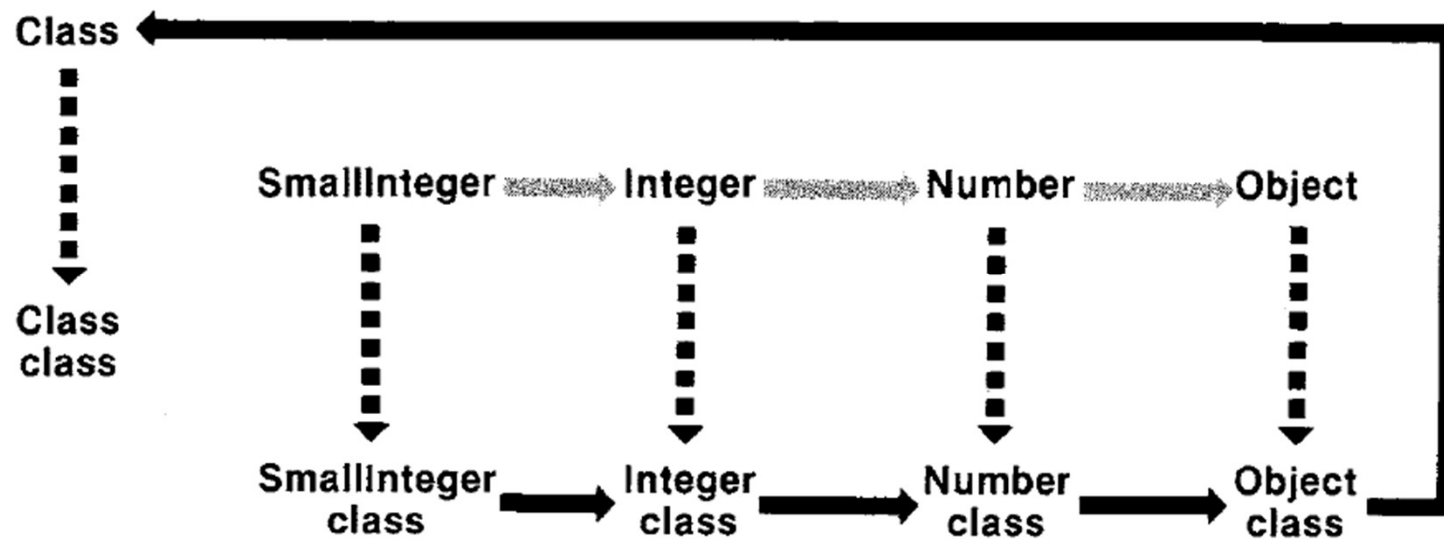 Class
SmallInteger Integer Number Object
Class
class
SmallInteger Integer Number Object
class class class class